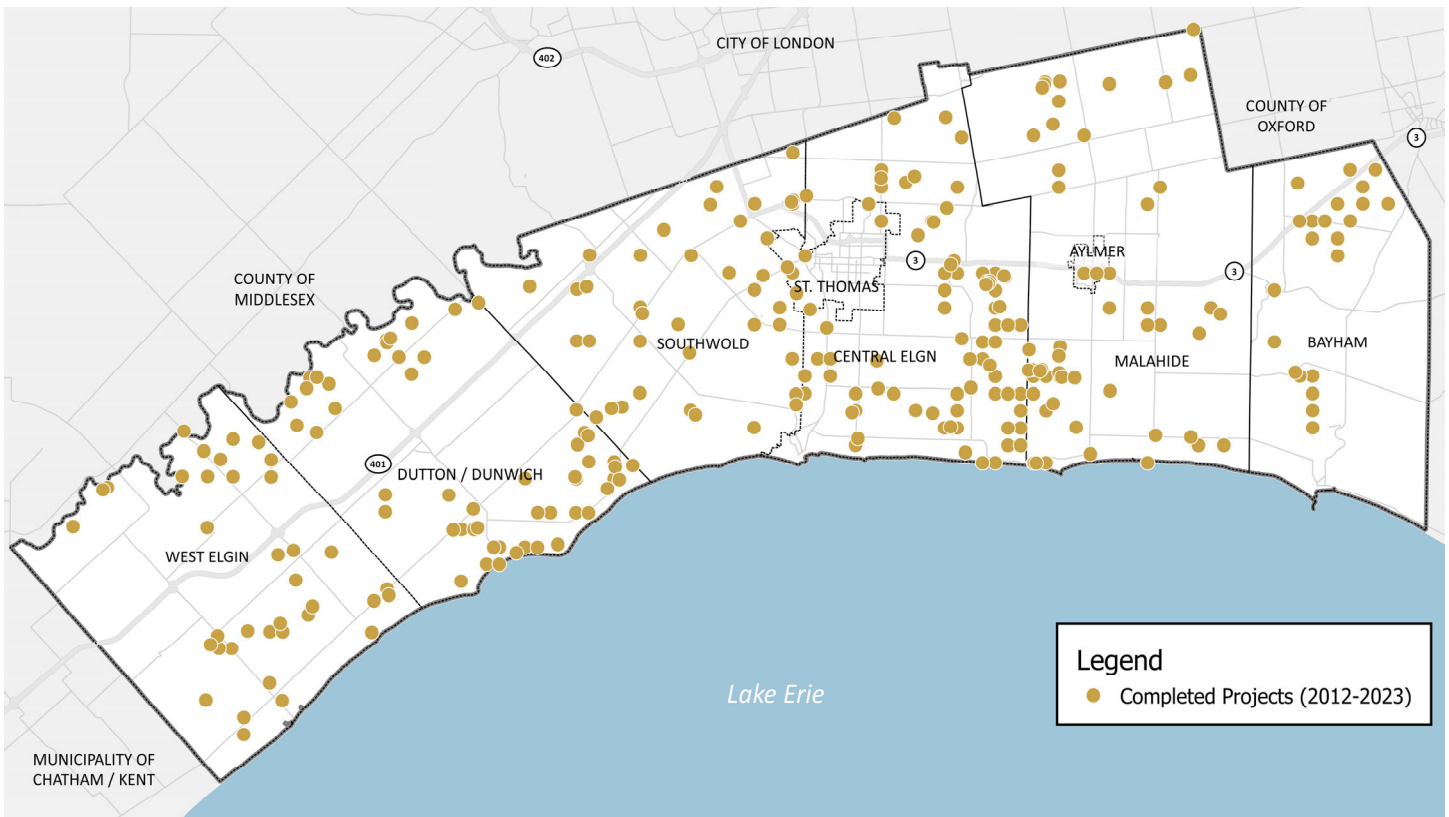 CITY OF LONDON
402
COUNTY OF
OXFORD
3
COUNTY OF
MIDDLESEX
AYLMER
3
3
ST. THOMAS
SOUTHWOLD
CENTRAL ELGN
MALAHIDE
BAYHAM
401
DUTTON / DUNWICH
WEST ELGIN
Lake Erie
MUNICIPALITY OF
CHATHAM / KENT
Legend
Completed Projects (2012-2023)